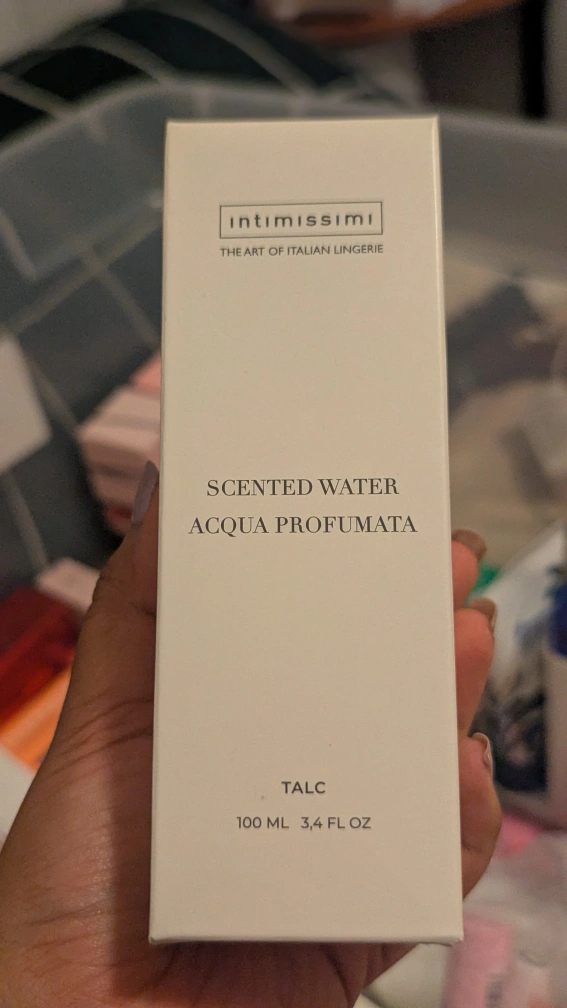 intimissimi
THE ART OF ITALIAN LINGERIE
SCENTED WATER
ACQUA PROFUMATA
TALC
100 ML 3,4 FL OZ